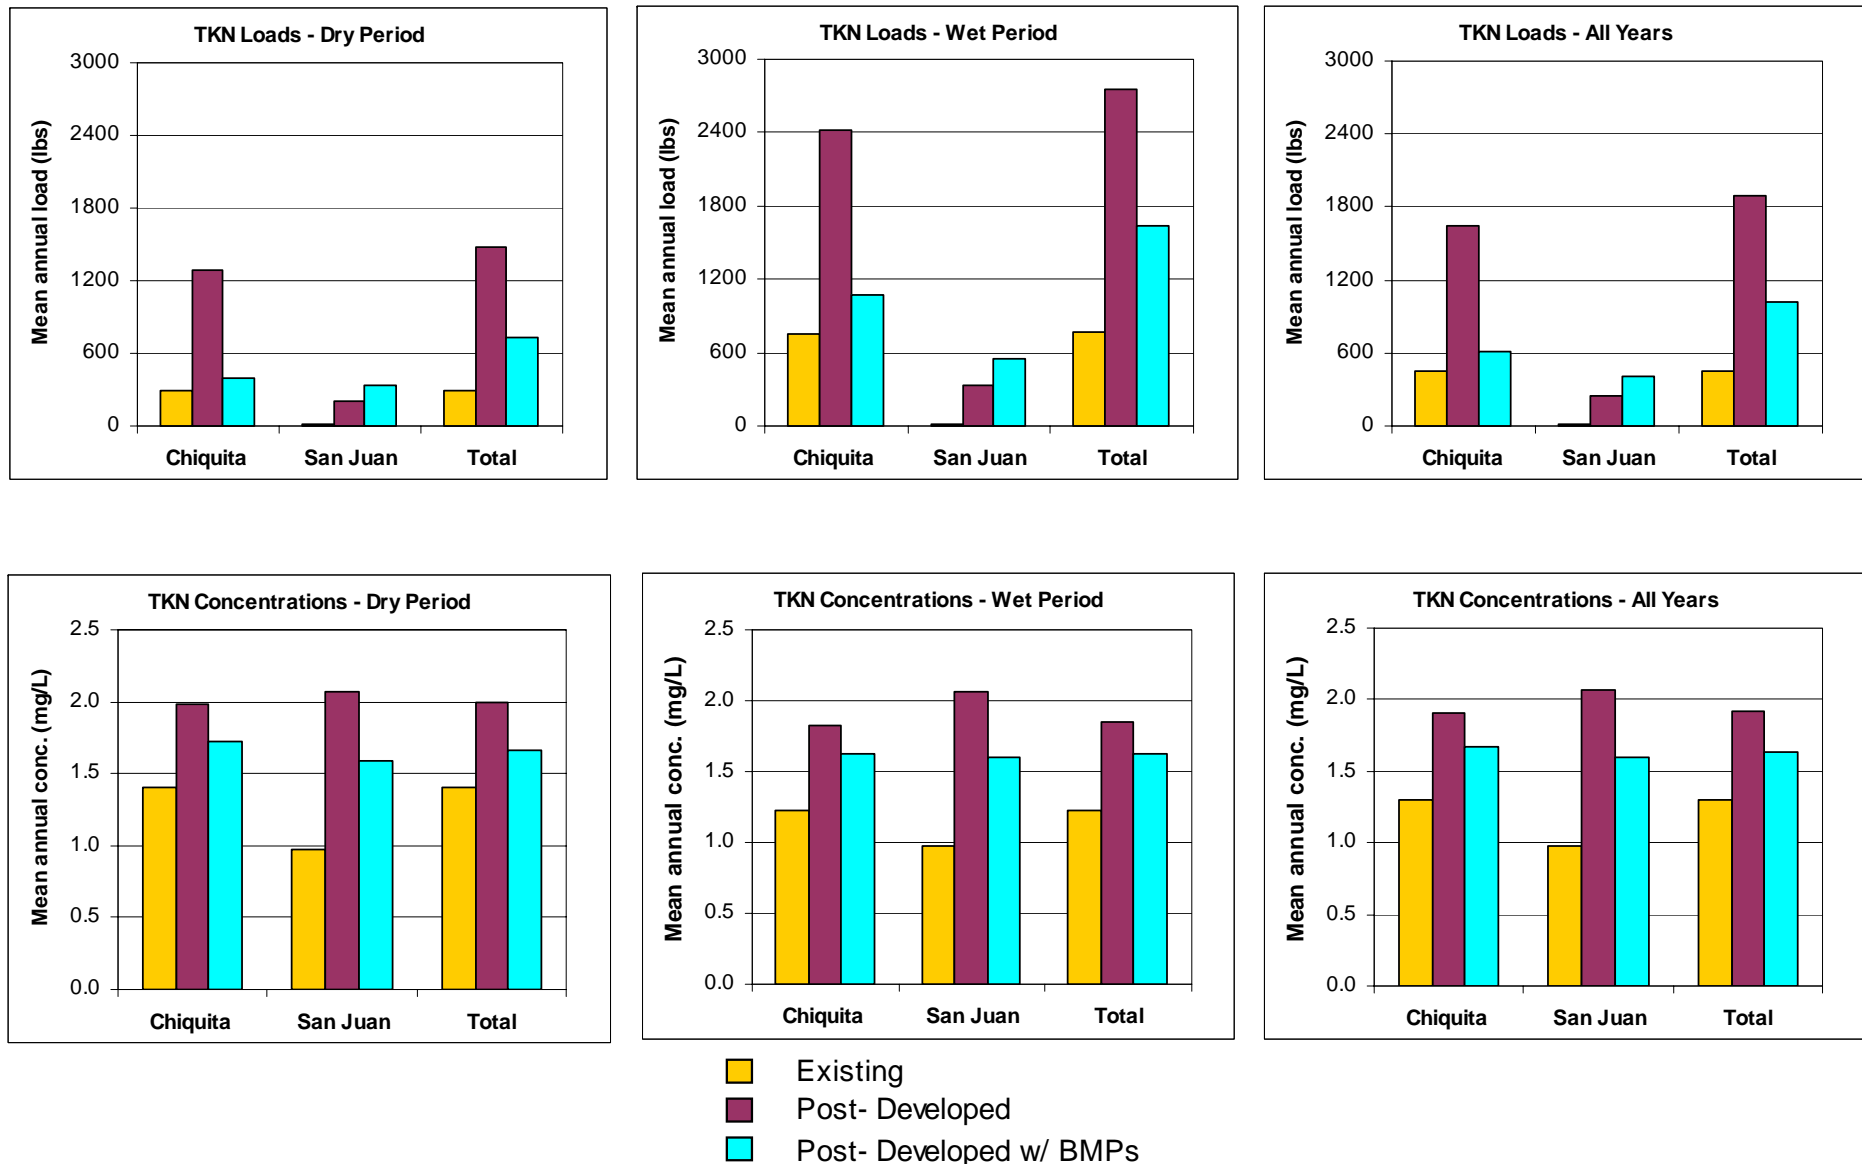 TKN Loads - Dry Period
Mean annual load (lbs)
3000
2400
1800
1200
600
0
Chiquita San Juan Total
TKN Loads - Wet Period
Mean annual load (lbs)
3000
2400
1800
1200
600
0
Chiquita San Juan Total
TKN Loads - All Years
Mean annual load (lbs)
3000
2400
1800
1200
600
0
Chiquita San Juan Total
TKN Concentrations - Dry Period
Mean annual conc. (mg/L)
2.5
2.0
1.5
1.0
0.5
0.0
Chiquita San Juan Total
TKN Concentrations - Wet Period
Mean annual conc. (mg/L)
2.5
2.0
1.5
1.0
0.5
0.0
Chiquita San Juan Total
TKN Concentrations - All Years
Mean annual conc. (mg/L)
2.5
2.0
1.5
1.0
0.5
0.0
Chiquita San Juan Total
Existing
Post- Developed
Post- Developed w/ BMPs